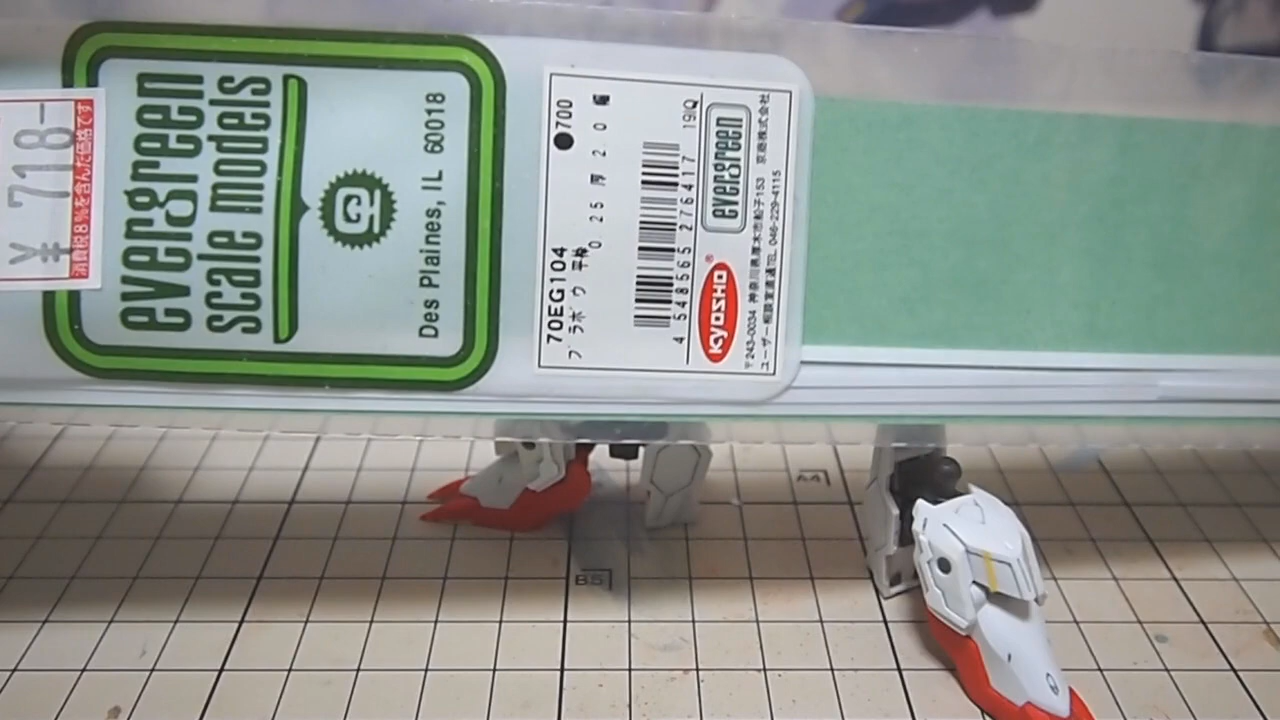 ¥ 718-
消費税8%を含んだ価格です
evergreen
scale models
Des Plaines, IL 60018
70EG104 ●700
プラボウ 平棒
0.25 厚 2.0 幅
4 548565 276417 19IQ
KYOSHO® evergreen
〒243-0034 神奈川県厚木市船子153 京商株式会社
ユーザー相談室直通TEL 046-229-4115
A4
B5